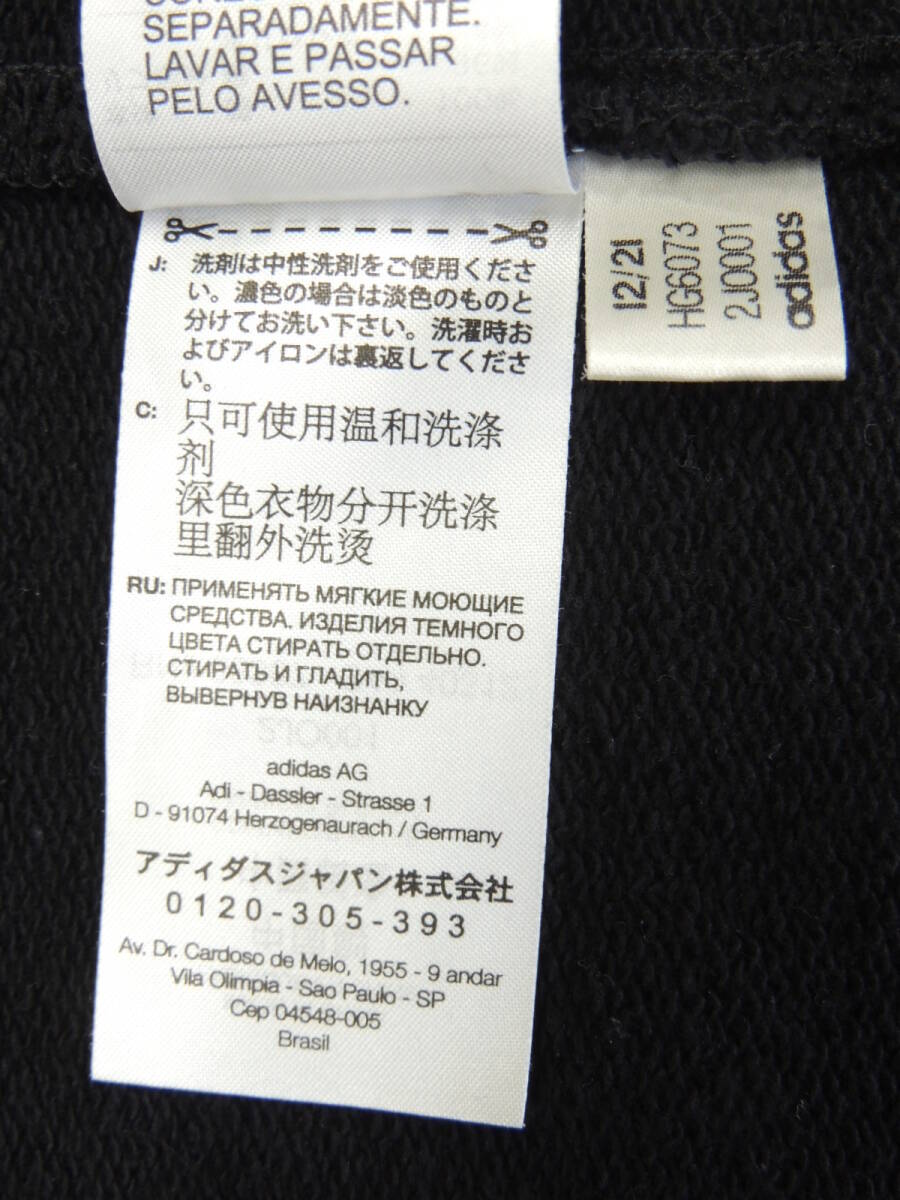 SEPARADAMENTE.
LAVAR E PASSAR
PELO AVESSO.
J: 洗剤は中性洗剤をご使用くださ
い。濃色の場合は淡色のものと
分けてお洗い下さい。洗濯時お
よびアイロンは裏返してくださ
い。
C: 只可使用温和洗涤
剂
深色衣物分开洗涤
里翻外洗烫
RU: ПРИМЕНЯТЬ МЯГКИЕ МОЮЩИЕ
СРЕДСТВА. ИЗДЕЛИЯ ТЕМНОГО
ЦВЕТА СТИРАТЬ ОТДЕЛЬНО.
СТИРАТЬ И ГЛАДИТЬ,
ВЫВЕРНУВ НАИЗНАНКУ
adidas AG
Adi - Dassler - Strasse 1
D - 91074 Herzogenaurach / Germany
アディダスジャパン株式会社
0120-305-393
Av. Dr. Cardoso de Melo, 1955 - 9 andar
Vila Olimpia - Sao Paulo - SP
Cep 04548-005
Brasil
12/21
HG6073
2JO001
adidas